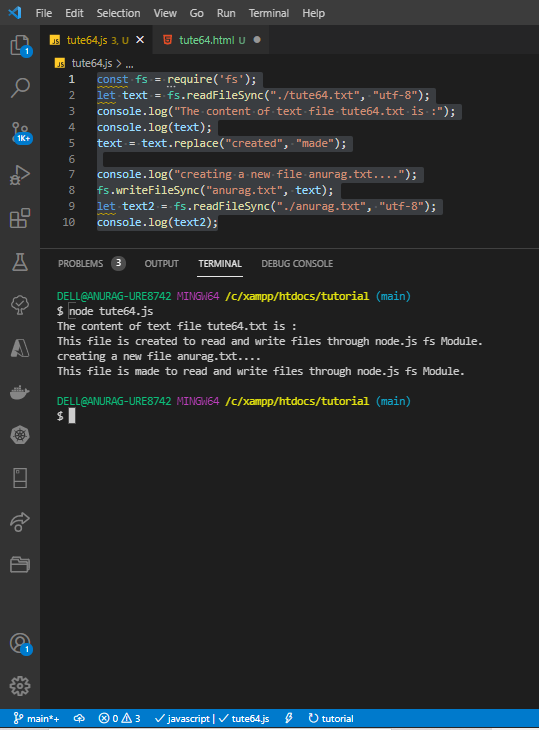 File Edit Selection View Go Run Terminal Help
tute64.js 3, U
tute64.html U
tute64.js > ...
1 const fs = require('fs');
2 let text = fs.readFileSync("./tute64.txt", "utf-8");
3 console.log("The content of text file tute64.txt is :");
4 console.log(text);
5 text = text.replace("created", "made");
6
7 console.log("creating a new file anurag.txt....");
8 fs.writeFileSync("anurag.txt", text);
9 let text2 = fs.readFileSync("./anurag.txt", "utf-8");
10 console.log(text2);
PROBLEMS 3 OUTPUT TERMINAL DEBUG CONSOLE
DELL@ANURAG-URE8742 MINGW64 /c/xampp/htdocs/tutorial (main)
$ node tute64.js
The content of text file tute64.txt is :
This file is created to read and write files through node.js fs Module.
creating a new file anurag.txt....
This file is made to read and write files through node.js fs Module.
DELL@ANURAG-URE8742 MINGW64 /c/xampp/htdocs/tutorial (main)
$
1
1K+
1
main*+ 0 3 javascript | tute64.js tutorial